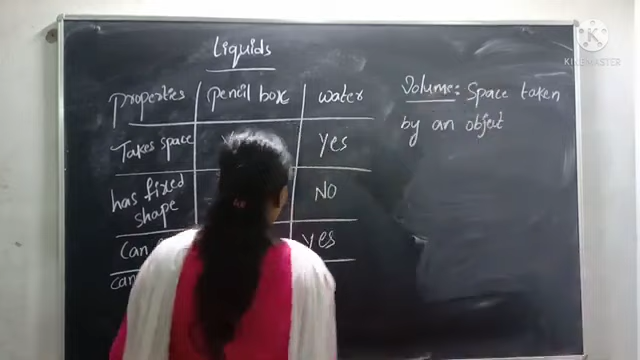 Liquids
properties pencil box water
Takes space yes
has fixed
shape NO
Can yes
can
Volume: Space taken
by an object
KINEMASTER